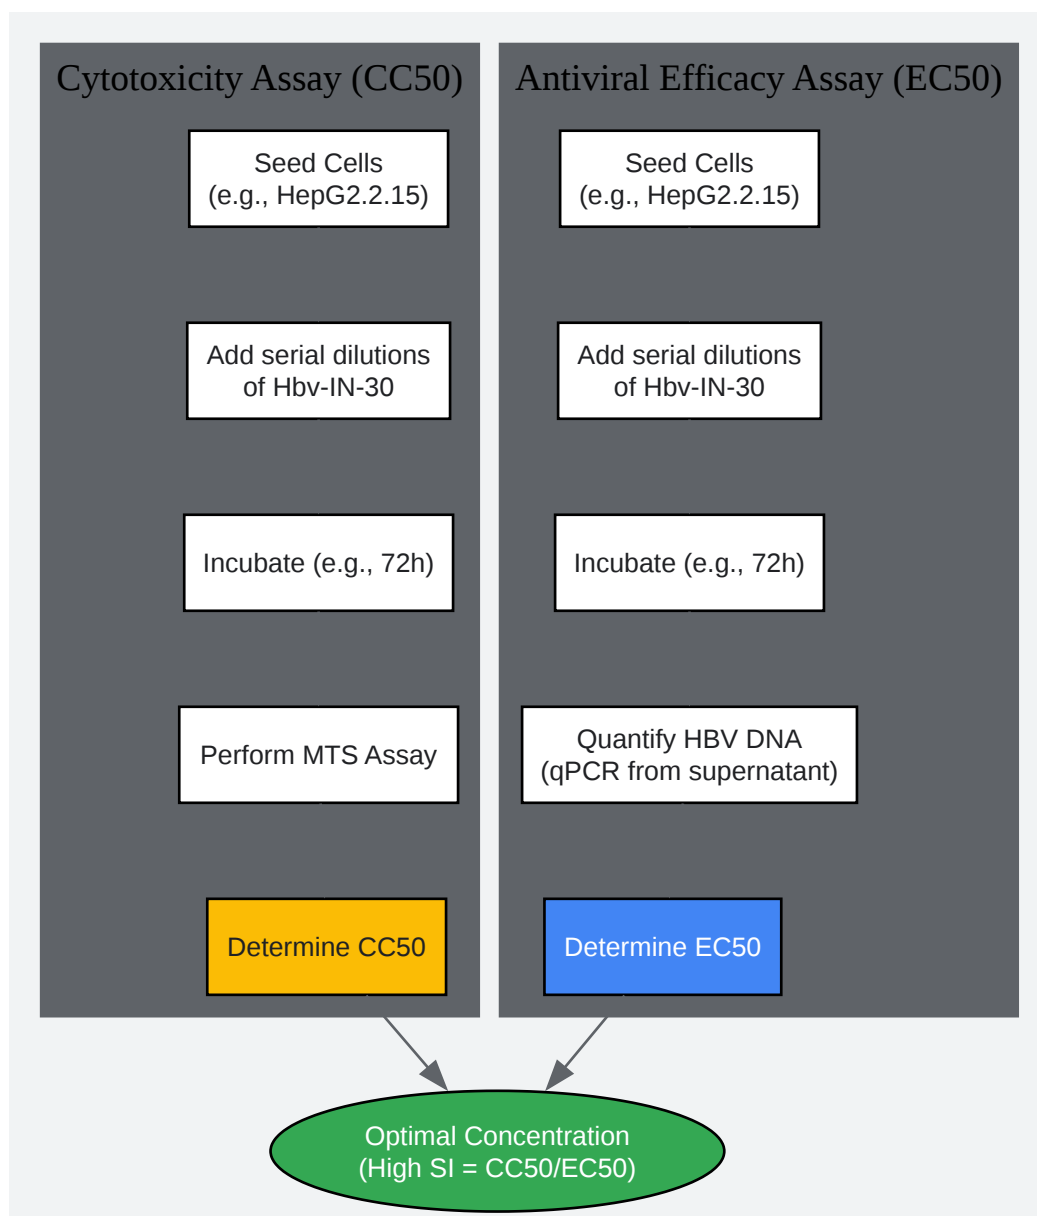 Cytotoxicity Assay (CC50)
Seed Cells
(e.g., HepG2.2.15)
Add serial dilutions
of Hbv-IN-30
Incubate (e.g., 72h)
Perform MTS Assay
Determine CC50
Antiviral Efficacy Assay (EC50)
Seed Cells
(e.g., HepG2.2.15)
Add serial dilutions
of Hbv-IN-30
Incubate (e.g., 72h)
Quantify HBV DNA
(qPCR from supernatant)
Determine EC50
Optimal Concentration
(High SI = CC50/EC50)